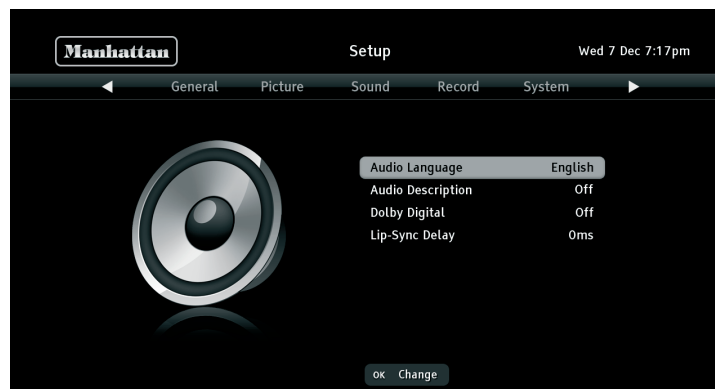 Manhattan Setup Wed 7 Dec 7:17pm
General Picture Sound Record System
Audio Language English
Audio Description Off
Dolby Digital Off
Lip-Sync Delay 0ms
OK Change